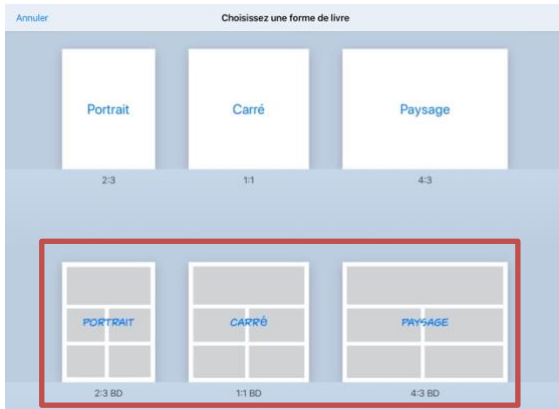 Annuler Choisissez une forme de livre
Portrait Carré Paysage
2:3 1:1 4:3
PORTRAIT CARRÉ PAYSAGE
2:3 BD 1:1 BD 4:3 BD